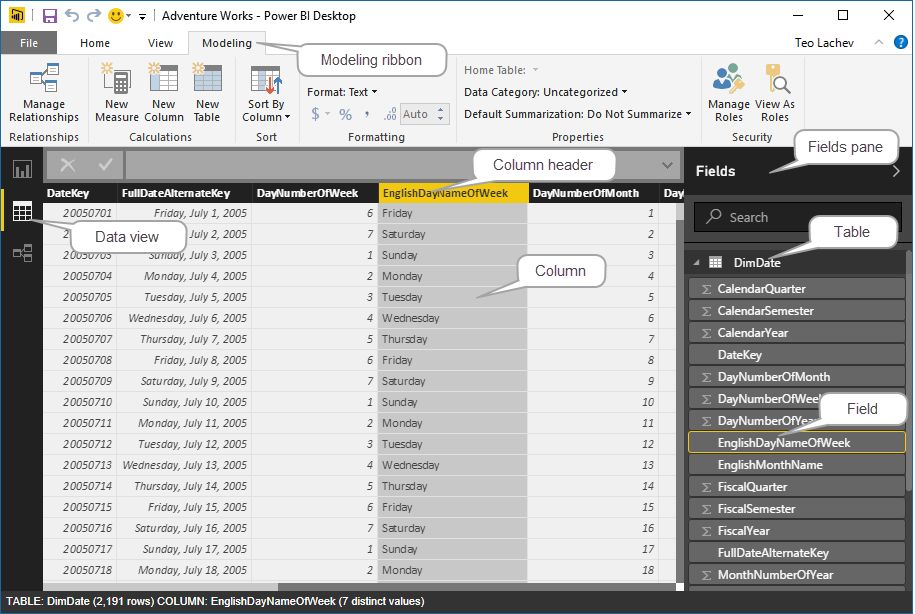 Adventure Works - Power BI Desktop
File Home View Modeling Teo Lachev
Modeling ribbon
Manage Relationships
New Measure
New Column
New Table
Sort By Column
Format: Text
$ % , .00 Auto
Home Table:
Data Category: Uncategorized
Default Summarization: Do Not Summarize
Manage Roles
View As Roles
Relationships Calculations Sort Formatting Properties Security
Column header
Fields pane
DateKey FullDateAlternateKey DayNumberOfWeek EnglishDayNameOfWeek DayNumberOfMonth Day
20050701 Friday, July 1, 2005 6 Friday 1
July 2, 2005 7 Saturday 2
Sunday, July 3, 2005 1 Sunday 3
20050704 Monday, July 4, 2005 2 Monday 4
20050705 Tuesday, July 5, 2005 3 Tuesday 5
20050706 Wednesday, July 6, 2005 4 Wednesday 6
20050707 Thursday, July 7, 2005 5 Thursday 7
20050708 Friday, July 8, 2005 6 Friday 8
20050709 Saturday, July 9, 2005 7 Saturday 9
20050710 Sunday, July 10, 2005 1 Sunday 10
20050711 Monday, July 11, 2005 2 Monday 11
20050712 Tuesday, July 12, 2005 3 Tuesday 12
20050713 Wednesday, July 13, 2005 4 Wednesday 13
20050714 Thursday, July 14, 2005 5 Thursday 14
20050715 Friday, July 15, 2005 6 Friday 15
20050716 Saturday, July 16, 2005 7 Saturday 16
20050717 Sunday, July 17, 2005 1 Sunday 17
20050718 Monday, July 18, 2005 2 Monday 18
Data view
Column
Fields
Search
Table
DimDate
Σ CalendarQuarter
Σ CalendarSemester
Σ CalendarYear
DateKey
Σ DayNumberOfMonth
Σ DayNumberOfWeek
Σ DayNumberOfYear
Field
EnglishDayNameOfWeek
EnglishMonthName
Σ FiscalQuarter
Σ FiscalSemester
Σ FiscalYear
FullDateAlternateKey
Σ MonthNumberOfYear
TABLE: DimDate (2,191 rows) COLUMN: EnglishDayNameOfWeek (7 distinct values)